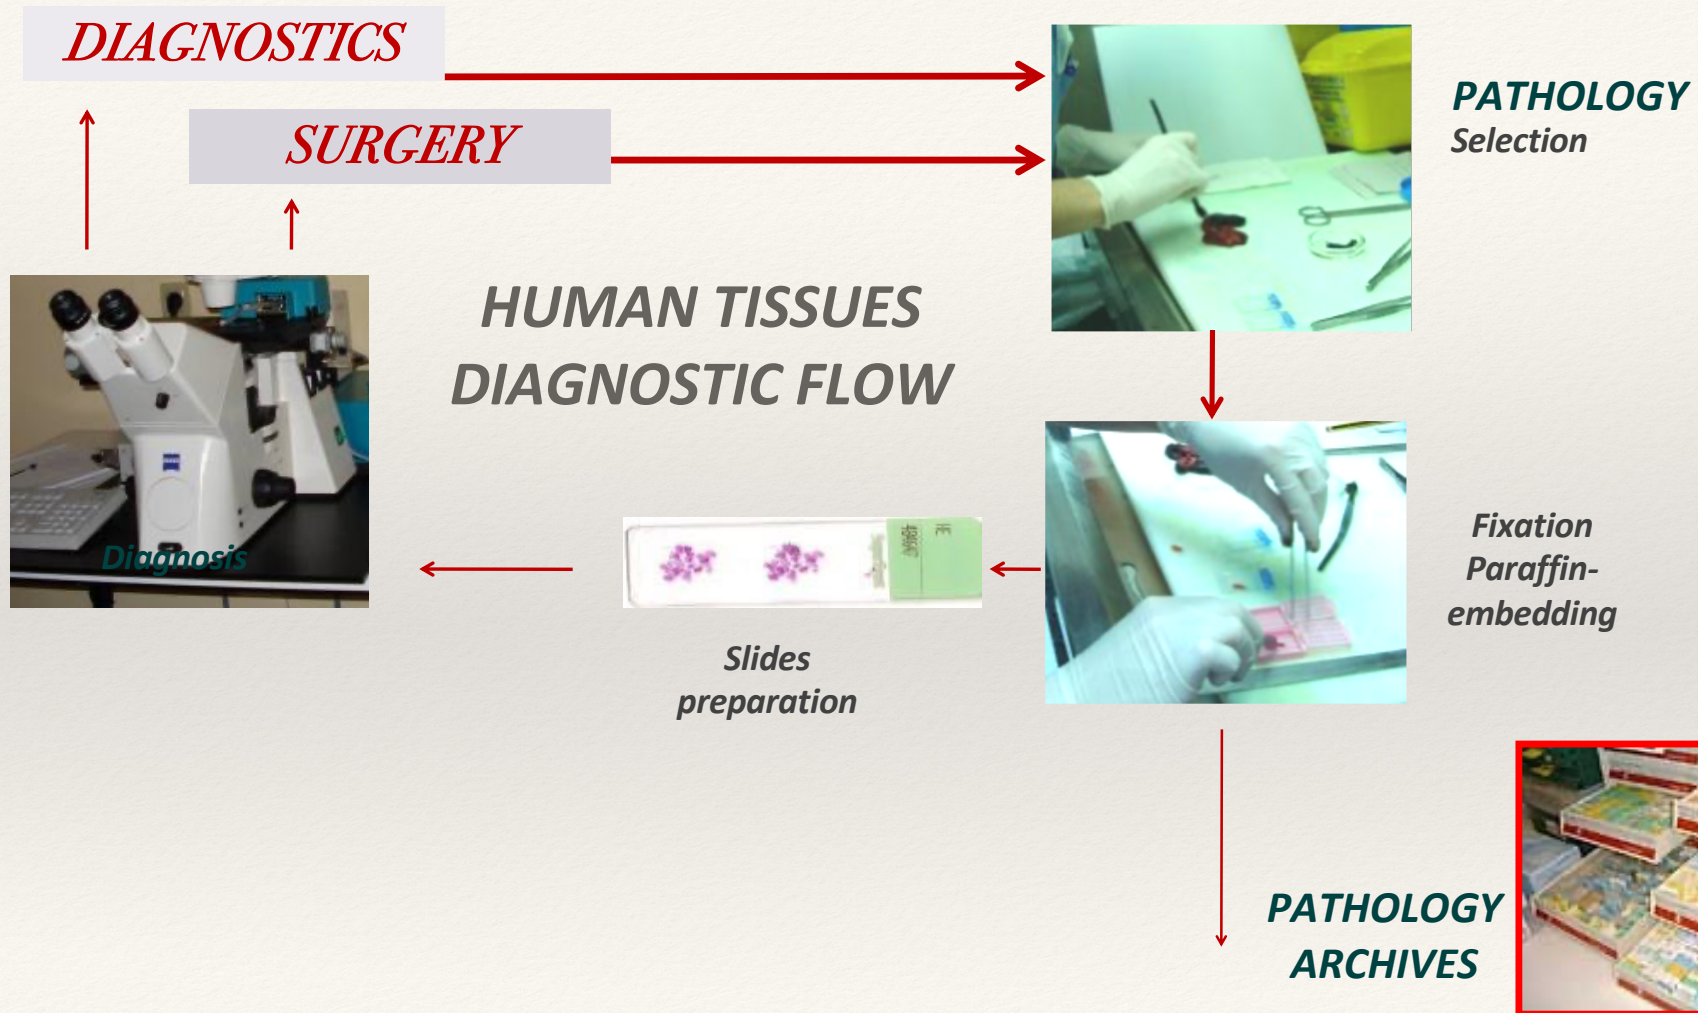 DIAGNOSTICS
SURGERY
PATHOLOGY
Selection
HUMAN TISSUES
DIAGNOSTIC FLOW
Diagnosis
Fixation
Paraffin-
embedding
Slides
preparation
PATHOLOGY
ARCHIVES